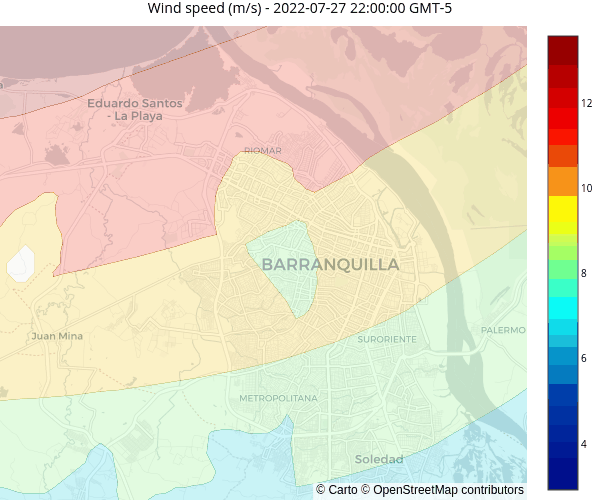 Wind speed (m/s) - 2022-07-27 22:00:00 GMT-5
Eduardo Santos
- La Playa
RIOMAR
BARRANQUILLA
Juan Mina
SURORIENTE
PALERMO
METROPOLITANA
Soledad
© Carto © OpenStreetMap contributors
12
10
8
6
4